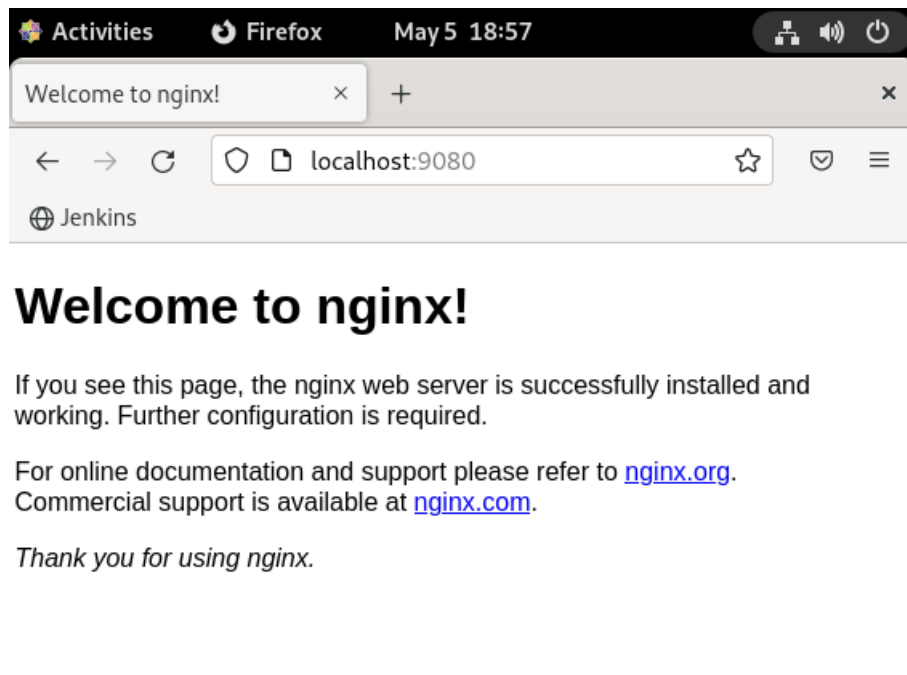 Activities Firefox May 5 18:57
Welcome to nginx!
localhost:9080
Jenkins
Welcome to nginx!
If you see this page, the nginx web server is successfully installed and
working. Further configuration is required.
For online documentation and support please refer to nginx.org.
Commercial support is available at nginx.com.
Thank you for using nginx.